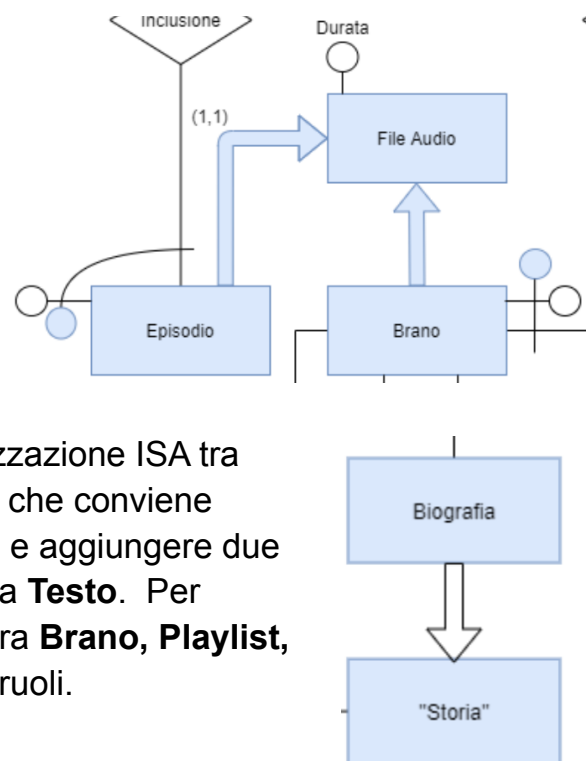 Inclusione
Durata
(1,1)
File Audio
Episodio
Brano
zzazione ISA tra
che conviene
e aggiungere due
a Testo. Per
ra Brano, Playlist,
ruoli.
Biografia
"Storia"